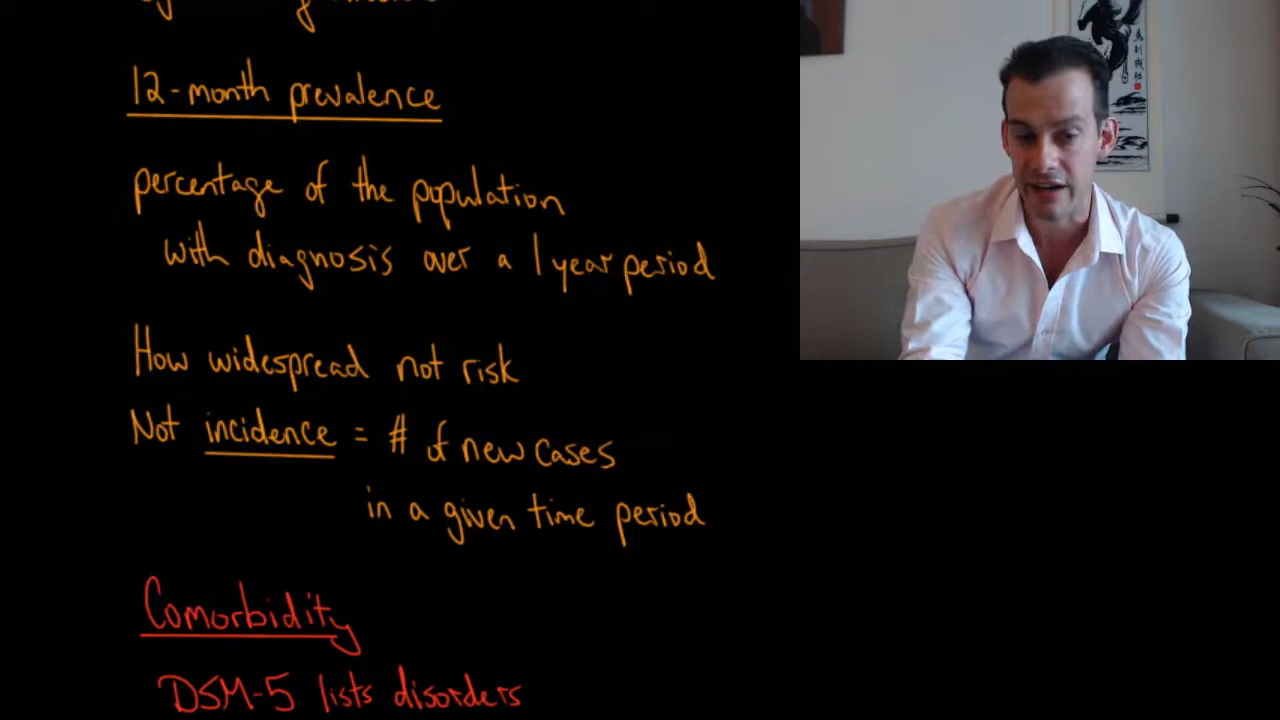 12-month prevalence
percentage of the population
with diagnosis over a 1 year period
How widespread not risk
Not incidence = # of new cases
in a given time period
Comorbidity
DSM-5 lists disorders